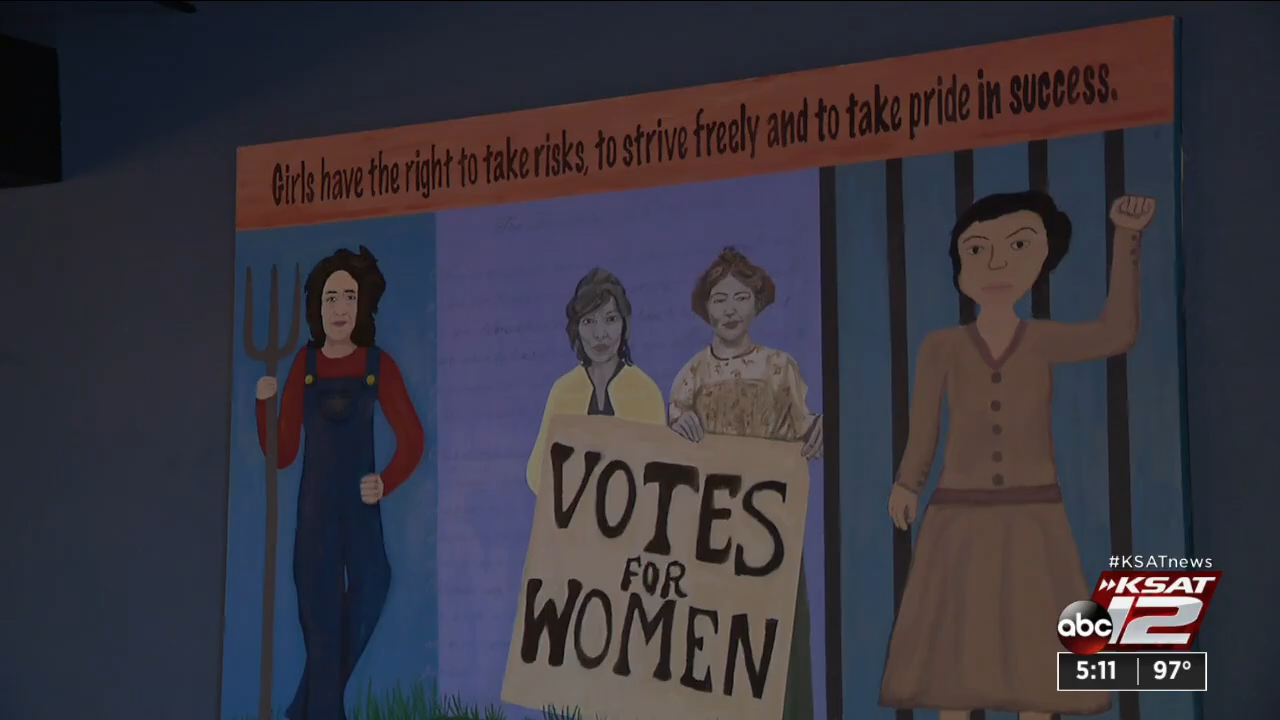 Girls have the right to take risks, to strive freely and to take pride in success.
VOTES
FOR
WOMEN
#KSATnews
KSAT
abc 12
5:11 97°